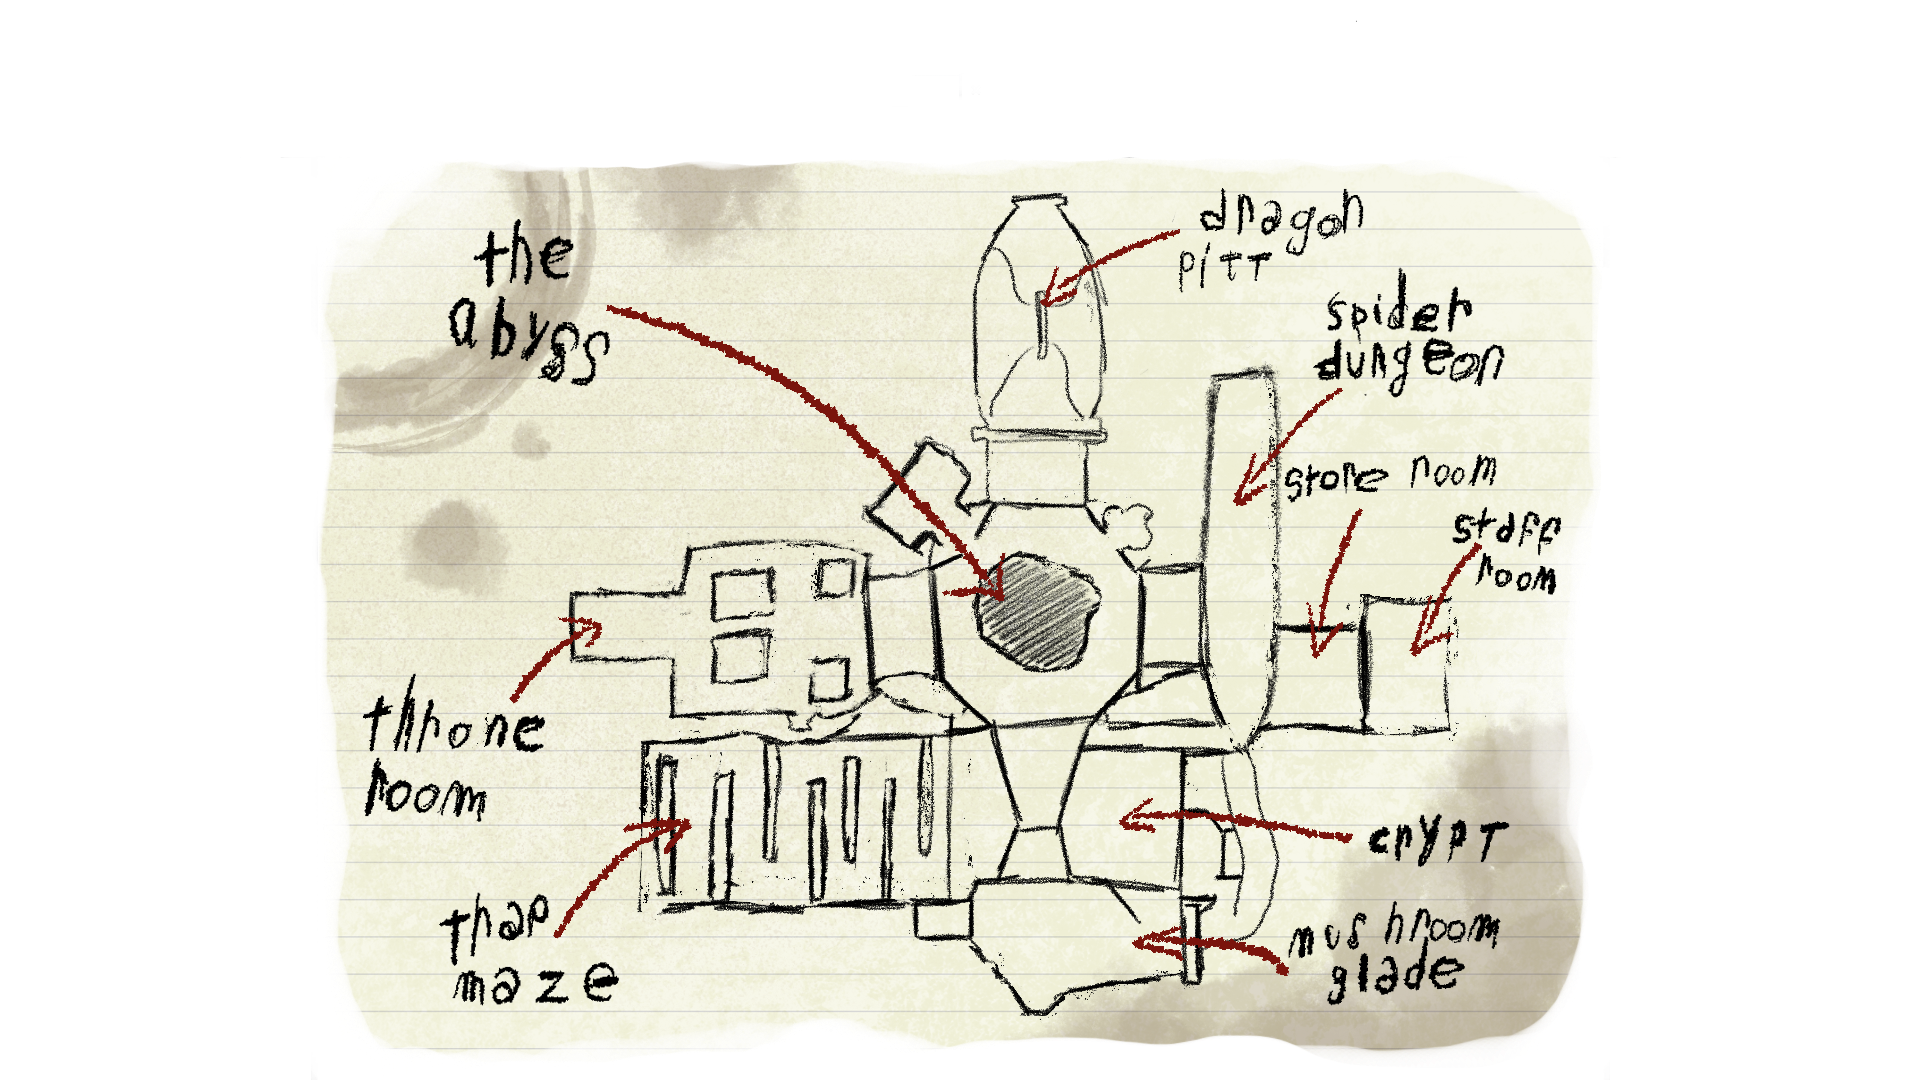 the
abyss
dragon
pitt
spider
dungeon
store room
staff
room
throne
room
trap
maze
crypt
mushroom
glade